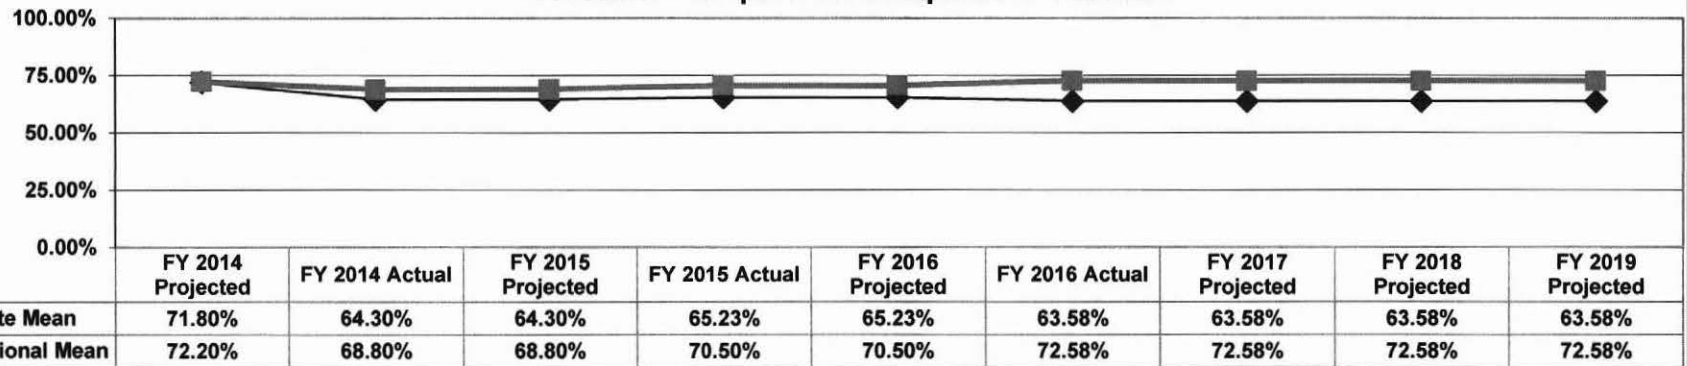 100.00%
75.00%
50.00%
25.00%
0.00%
FY 2014 Projected FY 2014 Actual FY 2015 Projected FY 2015 Actual FY 2016 Projected FY 2016 Actual FY 2017 Projected FY 2018 Projected FY 2019 Projected
Mean 71.80% 64.30% 64.30% 65.23% 65.23% 63.58% 63.58% 63.58% 63.58%
Mean 72.20% 68.80% 68.80% 70.50% 70.50% 72.58% 72.58% 72.58% 72.58%